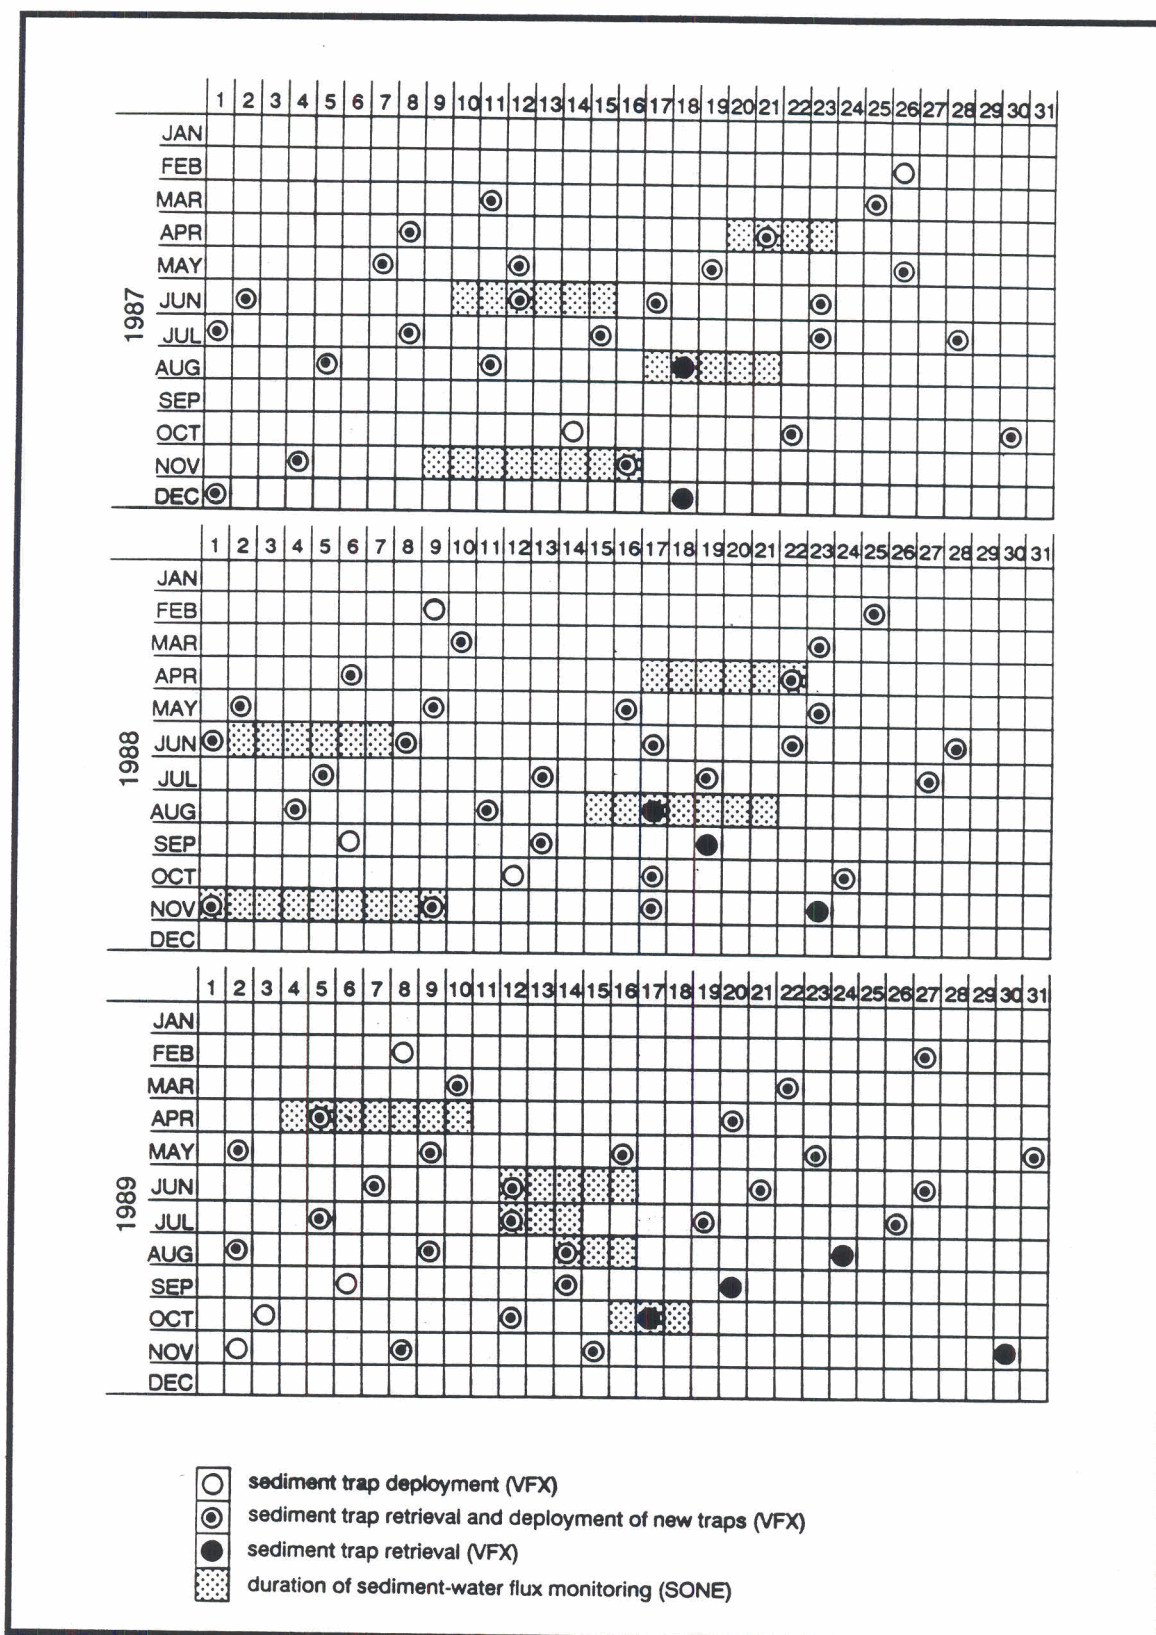 1 2 3 4 5 6 7 8 9 10 11 12 13 14 15 16 17 18 19 20 21 22 23 24 25 26 27 28 29 30 31
1987
JAN
FEB
MAR
APR
MAY
JUN
JUL
AUG
SEP
OCT
NOV
DEC
1 2 3 4 5 6 7 8 9 10 11 12 13 14 15 16 17 18 19 20 21 22 23 24 25 26 27 28 29 30 31
1988
JAN
FEB
MAR
APR
MAY
JUN
JUL
AUG
SEP
OCT
NOV
DEC
1 2 3 4 5 6 7 8 9 10 11 12 13 14 15 16 17 18 19 20 21 22 23 24 25 26 27 28 29 30 31
1989
JAN
FEB
MAR
APR
MAY
JUN
JUL
AUG
SEP
OCT
NOV
DEC
sediment trap deployment (VFX)
sediment trap retrieval and deployment of new traps (VFX)
sediment trap retrieval (VFX)
duration of sediment-water flux monitoring (SONE)